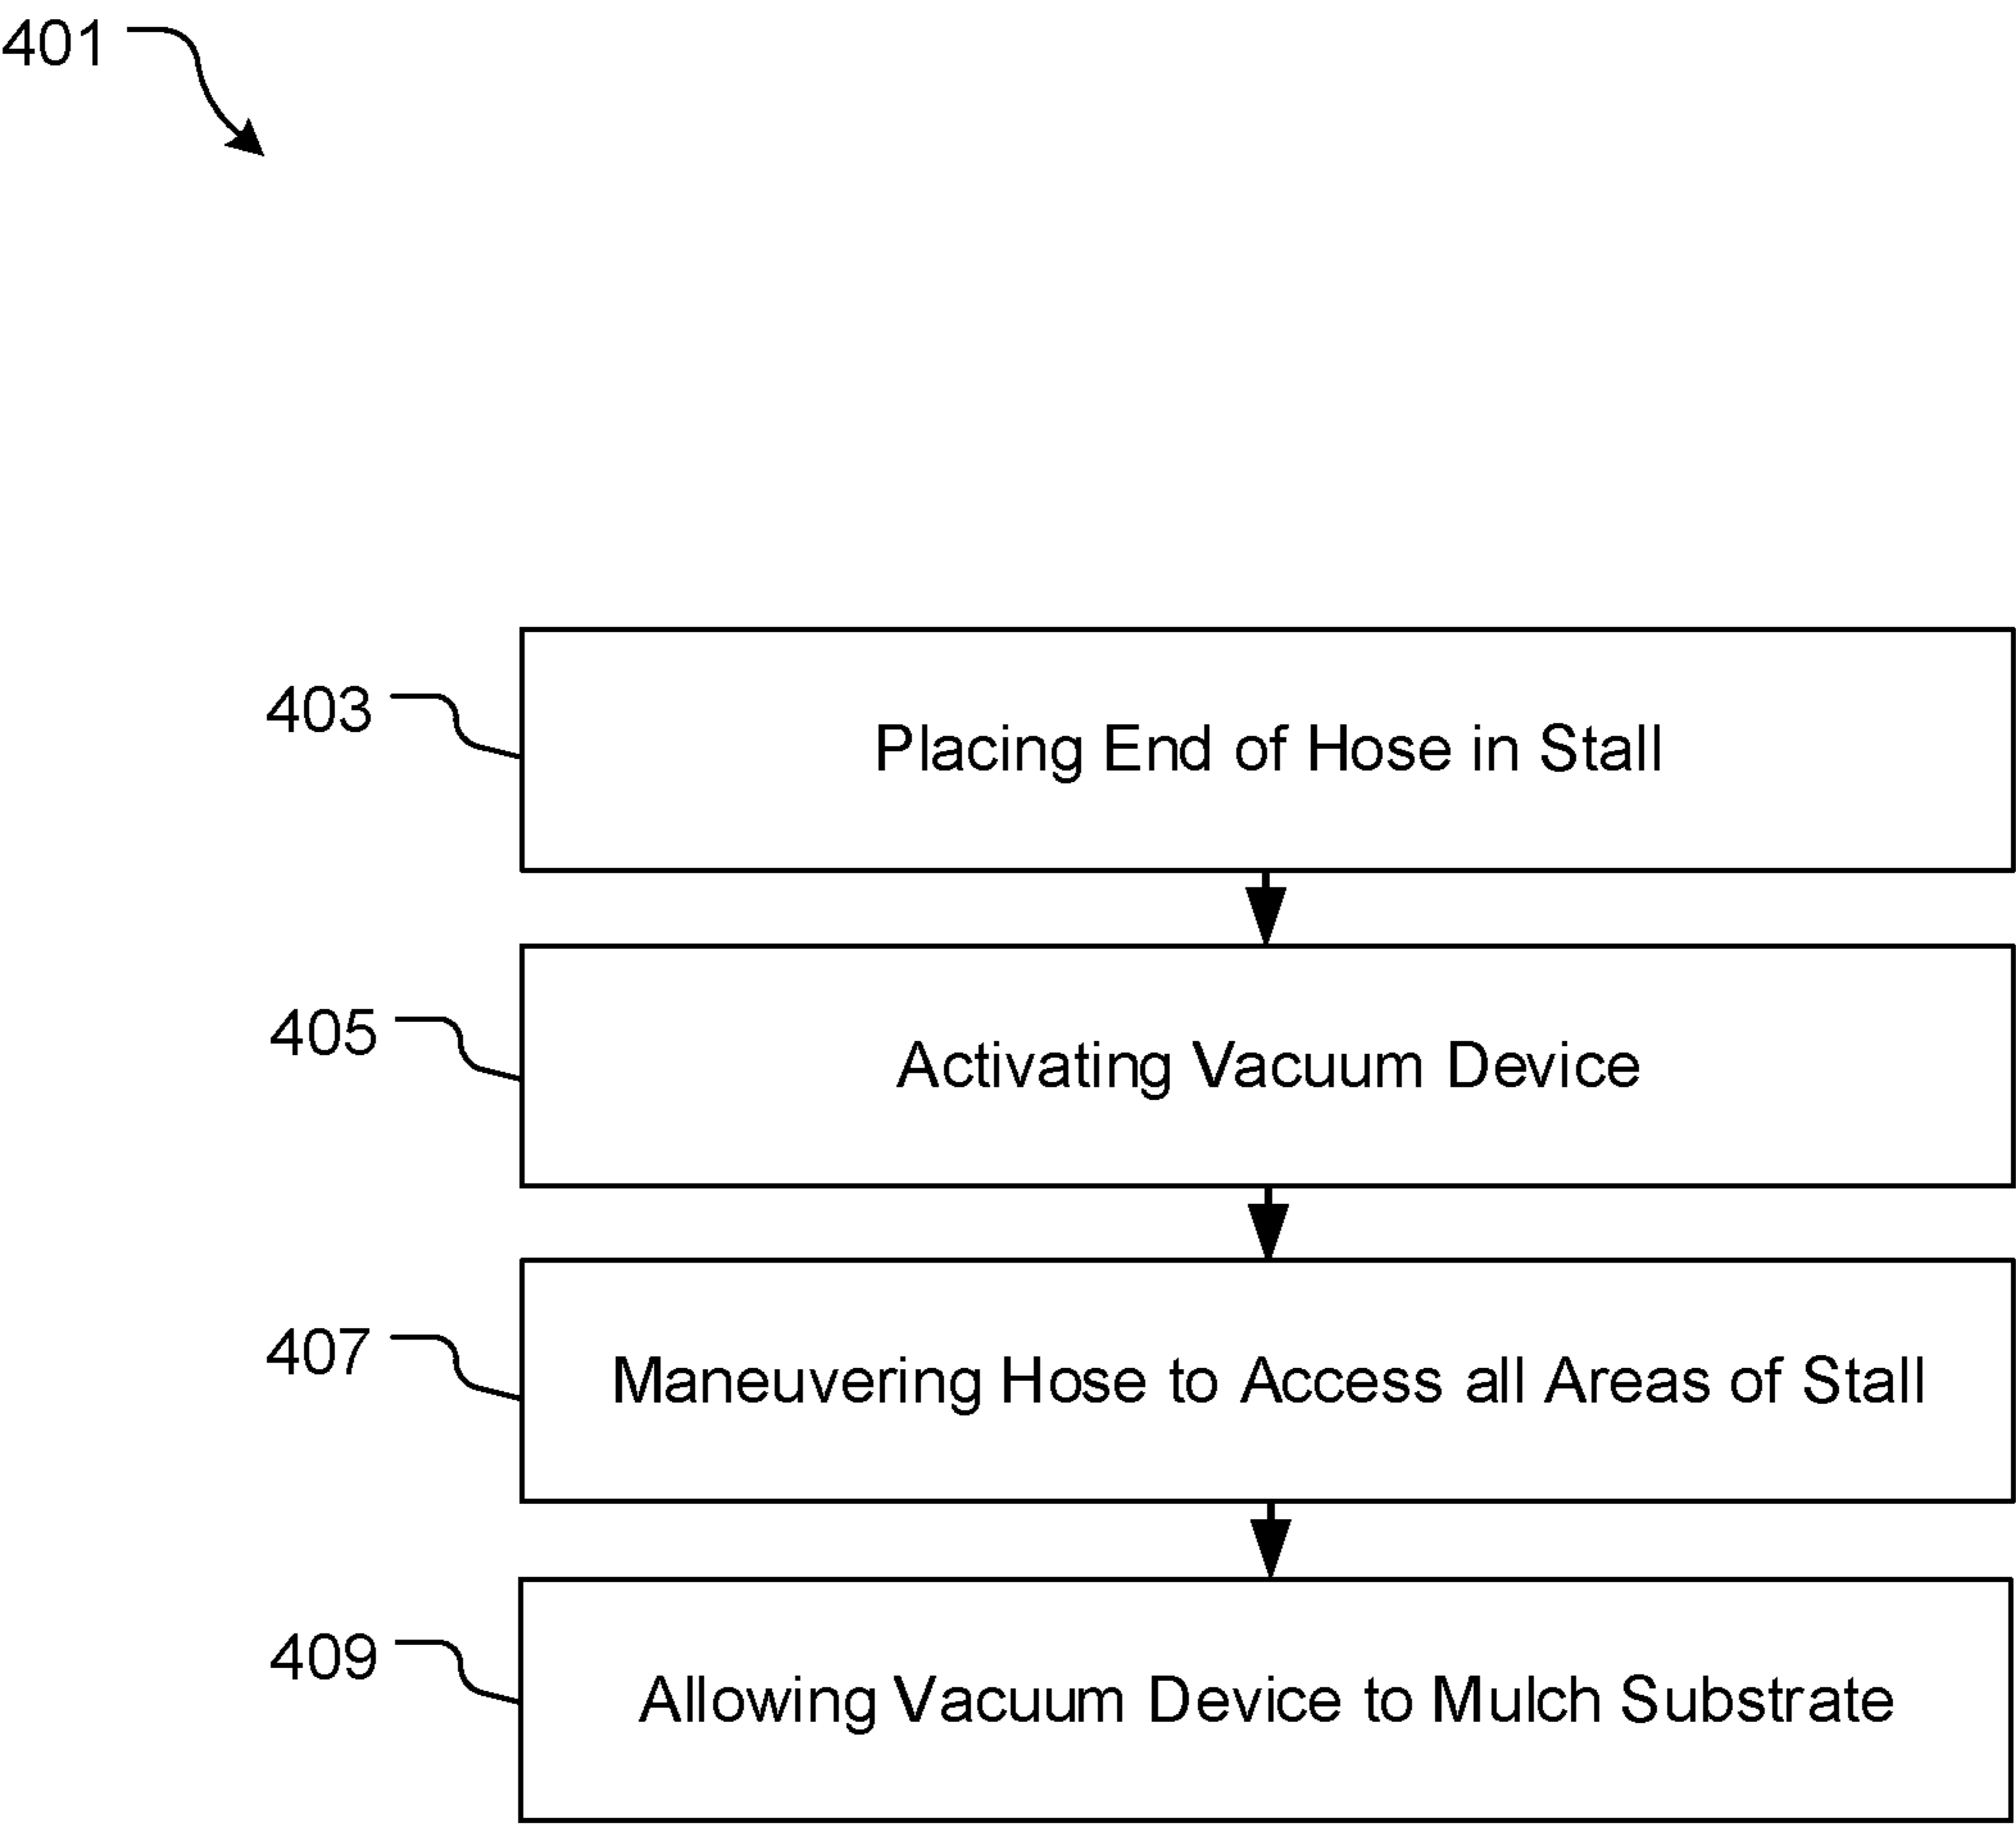 401
403
Placing End of Hose in Stall
405
Activating Vacuum Device
407
Maneuvering Hose to Access all Areas of Stall
409
Allowing Vacuum Device to Mulch Substrate